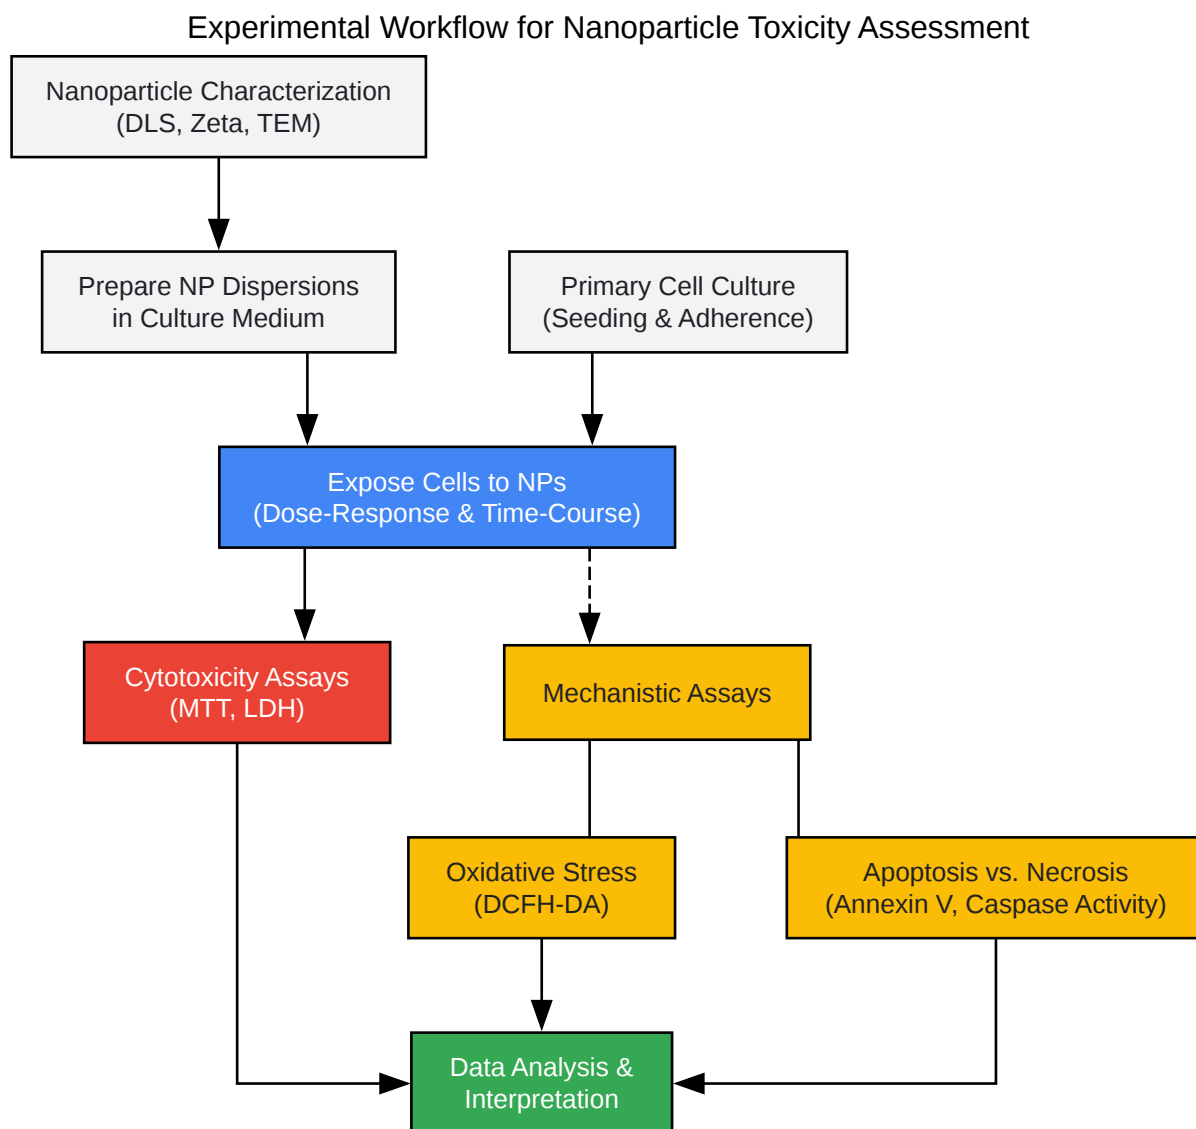 Experimental Workflow for Nanoparticle Toxicity Assessment
Nanoparticle Characterization
(DLS, Zeta, TEM)
Prepare NP Dispersions
in Culture Medium
Primary Cell Culture
(Seeding & Adherence)
Expose Cells to NPs
(Dose-Response & Time-Course)
Cytotoxicity Assays
(MTT, LDH)
Mechanistic Assays
Oxidative Stress
(DCFH-DA)
Apoptosis vs. Necrosis
(Annexin V, Caspase Activity)
Data Analysis &
Interpretation